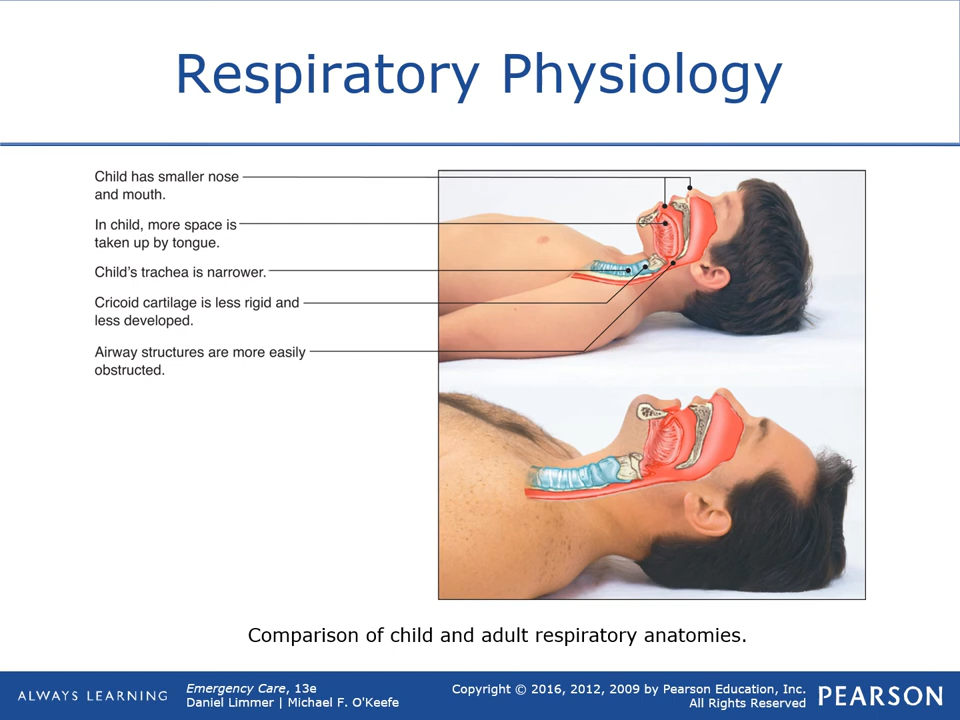 Respiratory Physiology
Child has smaller nose
and mouth.
In child, more space is
taken up by tongue.
Child’s trachea is narrower.
Cricoid cartilage is less rigid and
less developed.
Airway structures are more easily
obstructed.
Comparison of child and adult respiratory anatomies.
ALWAYS LEARNING
Emergency Care, 13e
Daniel Limmer | Michael F. O'Keefe
Copyright © 2016, 2012, 2009 by Pearson Education, Inc.
All Rights Reserved
PEARSON